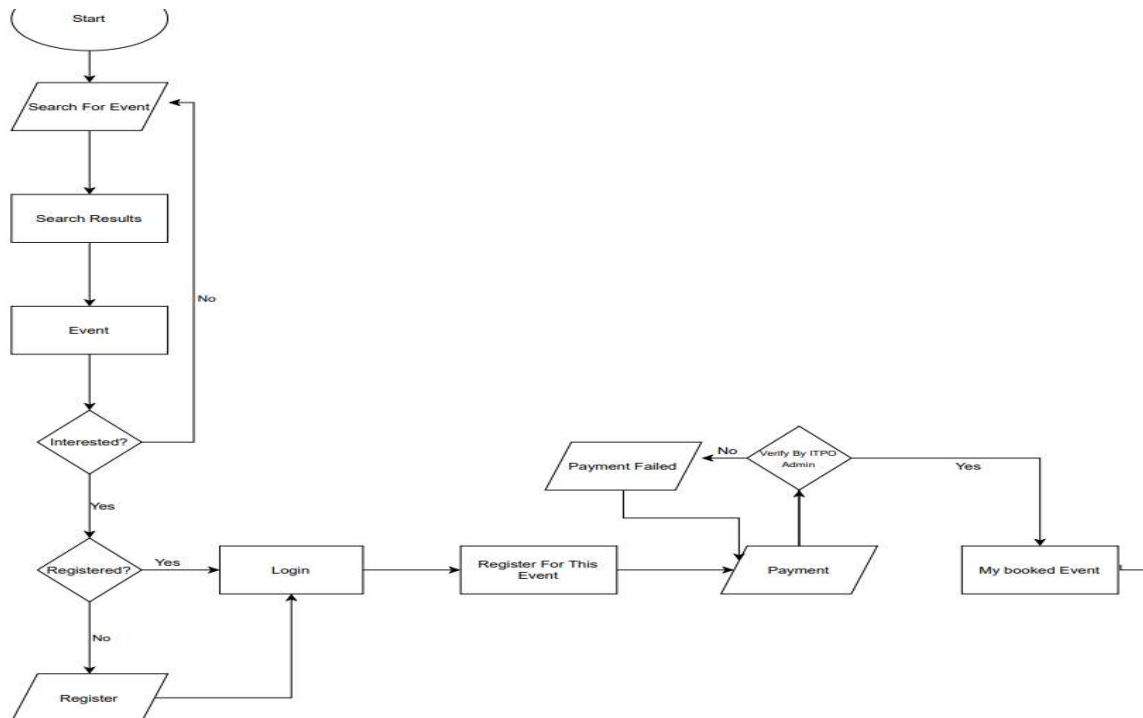 Start
Search For Event
Search Results
No
Event
Interested?
Yes
Registered?
Yes
No
Register
Login
Register For This
Event
Payment Failed
No
Verify By ITPO
Admin
Yes
Payment
My booked Event